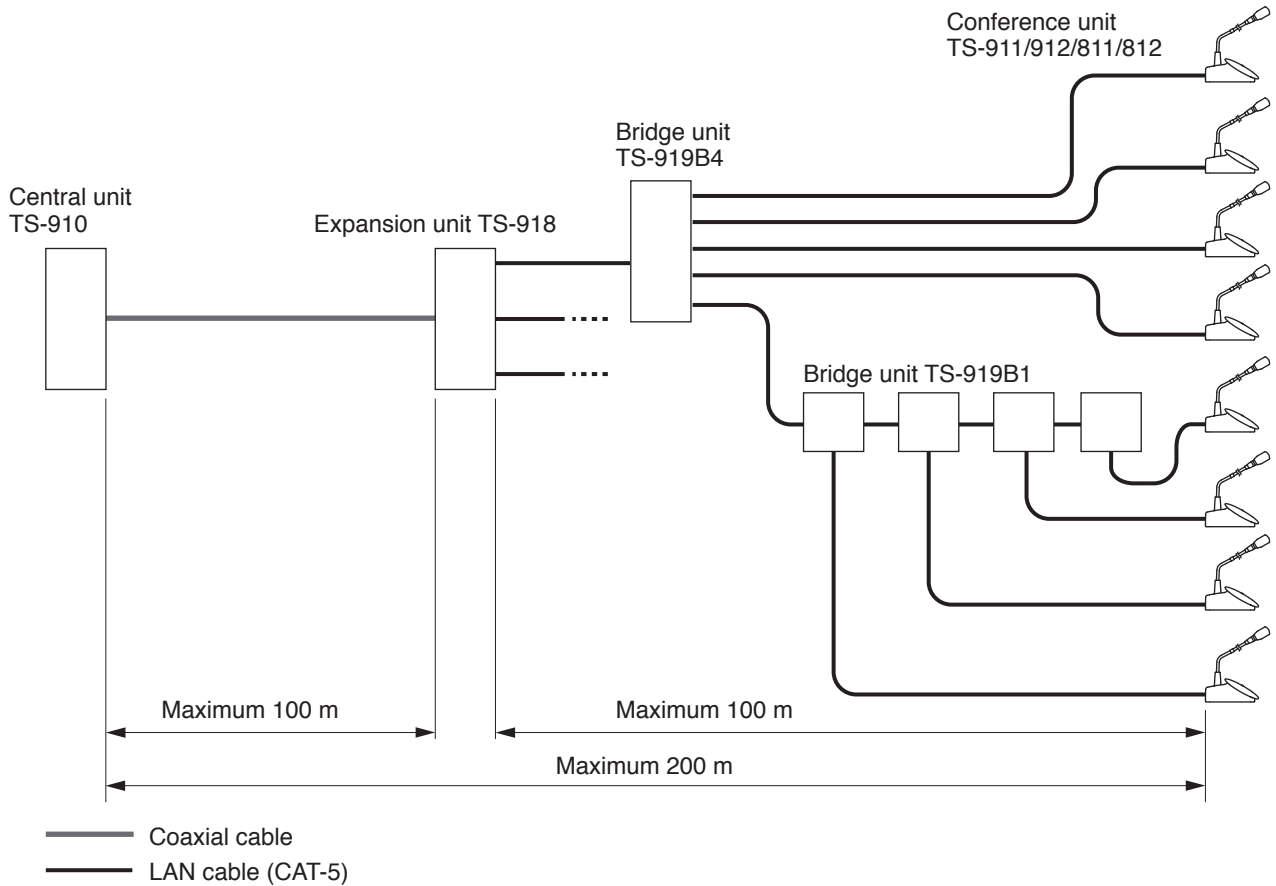 Conference unit
TS-911/912/811/812
Bridge unit
TS-919B4
Central unit
TS-910
Expansion unit TS-918
Bridge unit TS-919B1
Maximum 100 m
Maximum 100 m
Maximum 200 m
Coaxial cable
LAN cable (CAT-5)